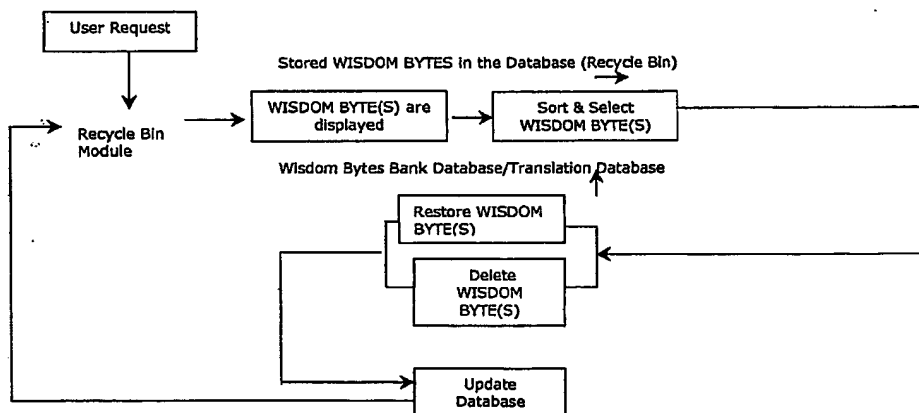 User Request
Stored WISDOM BYTES in the Database (Recycle Bin)
WISDOM BYTE(S) are
displayed
Sort & Select
WISDOM BYTE(S)
Recycle Bin
Module
Wisdom Bytes Bank Database/Translation Database
Restore WISDOM
BYTE(S)
Delete
WISDOM
BYTE(S)
Update
Database